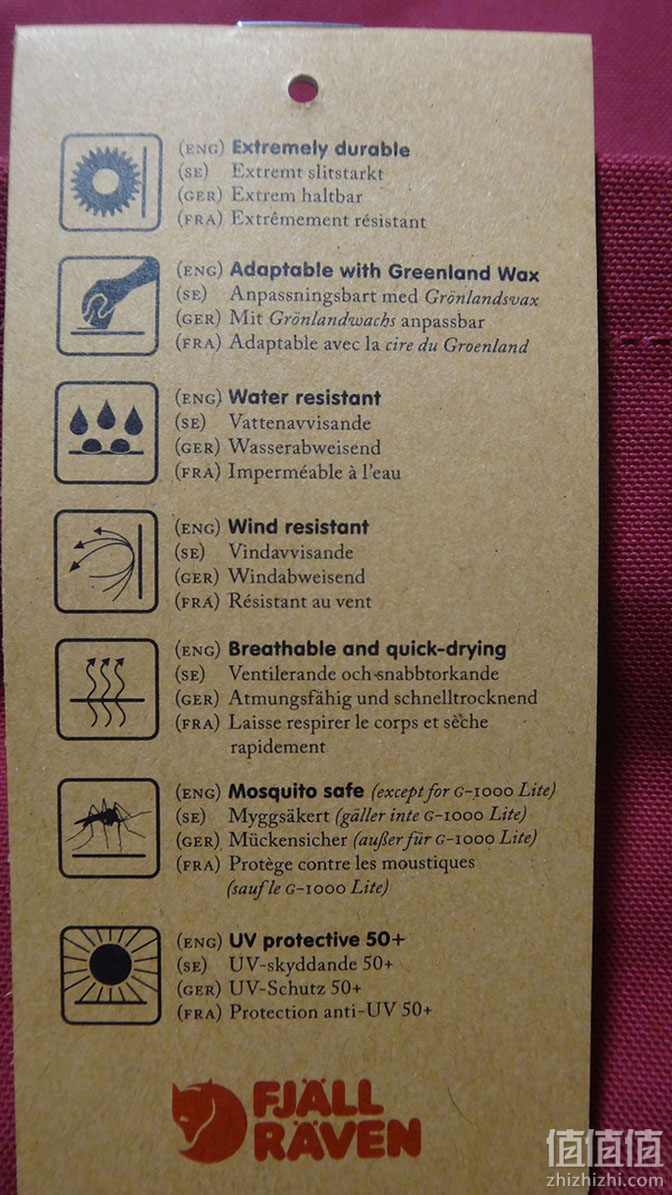 (ENG) Extremely durable
(SE) Extremt slitstarkt
(GER) Extrem haltbar
(FRA) Extrêmement résistant
(ENG) Adaptable with Greenland Wax
(SE) Anpassningsbart med Grönlandsvax
(GER) Mit Grönlandwachs anpassbar
(FRA) Adaptable avec la cire du Groenland
(ENG) Water resistant
(SE) Vattenavvisande
(GER) Wasserabweisend
(FRA) Imperméable à l'eau
(ENG) Wind resistant
(SE) Vindavvisande
(GER) Windabweisend
(FRA) Résistant au vent
(ENG) Breathable and quick-drying
(SE) Ventilerande och snabbtorkande
(GER) Atmungsfähig und schnelltrocknend
(FRA) Laisse respirer le corps et sèche
rapidement
(ENG) Mosquito safe (except for G-1000 Lite)
(SE) Myggsäkert (gäller inte G-1000 Lite)
(GER) Mückensicher (außer für G-1000 Lite)
(FRA) Protège contre les moustiques
(sauf le G-1000 Lite)
(ENG) UV protective 50+
(SE) UV-skyddande 50+
(GER) UV-Schutz 50+
(FRA) Protection anti-UV 50+
FJÄLL
RÄVEN
值值值
zhizhizhi.com